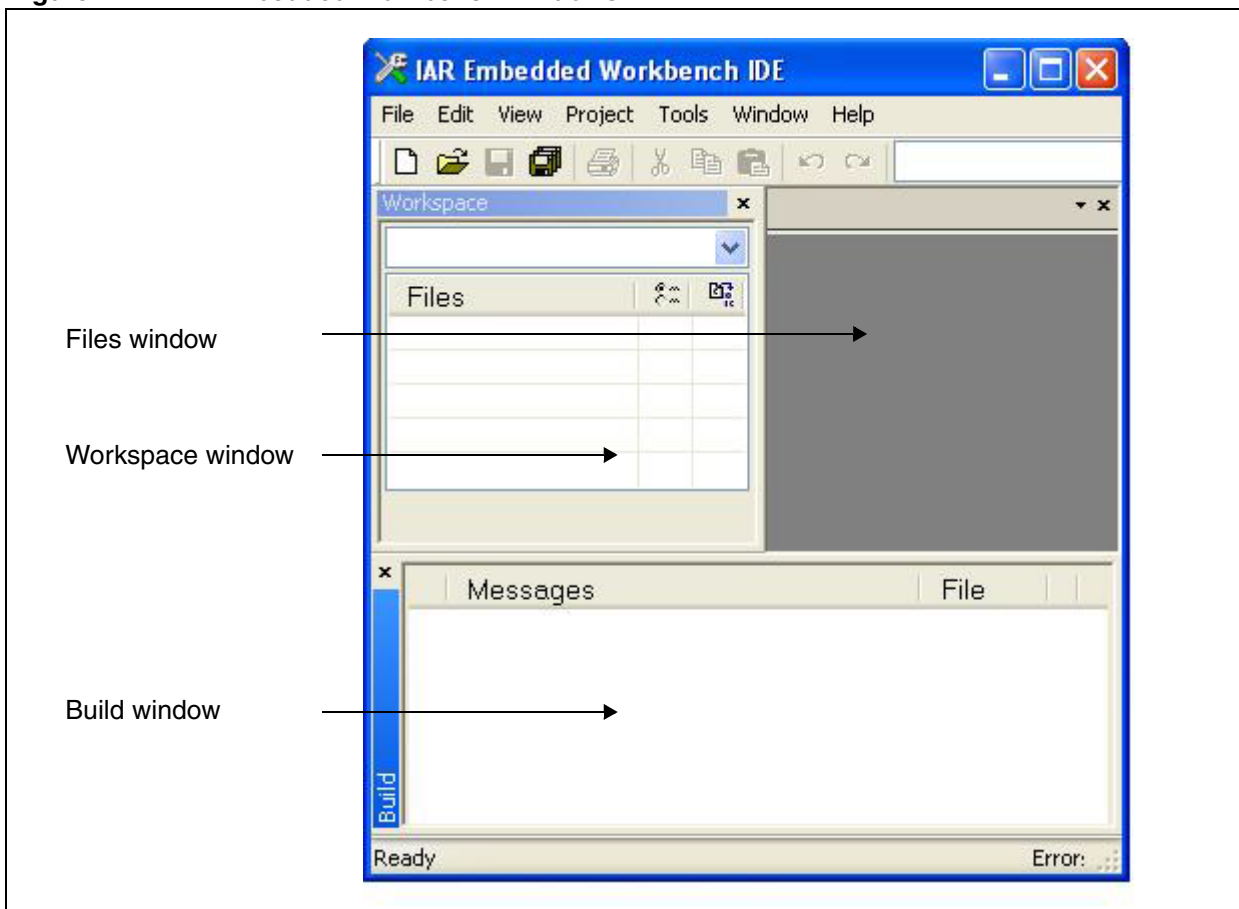 IAR Embedded Workbench IDE
File Edit View Project Tools Window Help
Workspace
Files
Files window
Workspace window
Messages File
Build window
Build
Ready Error: